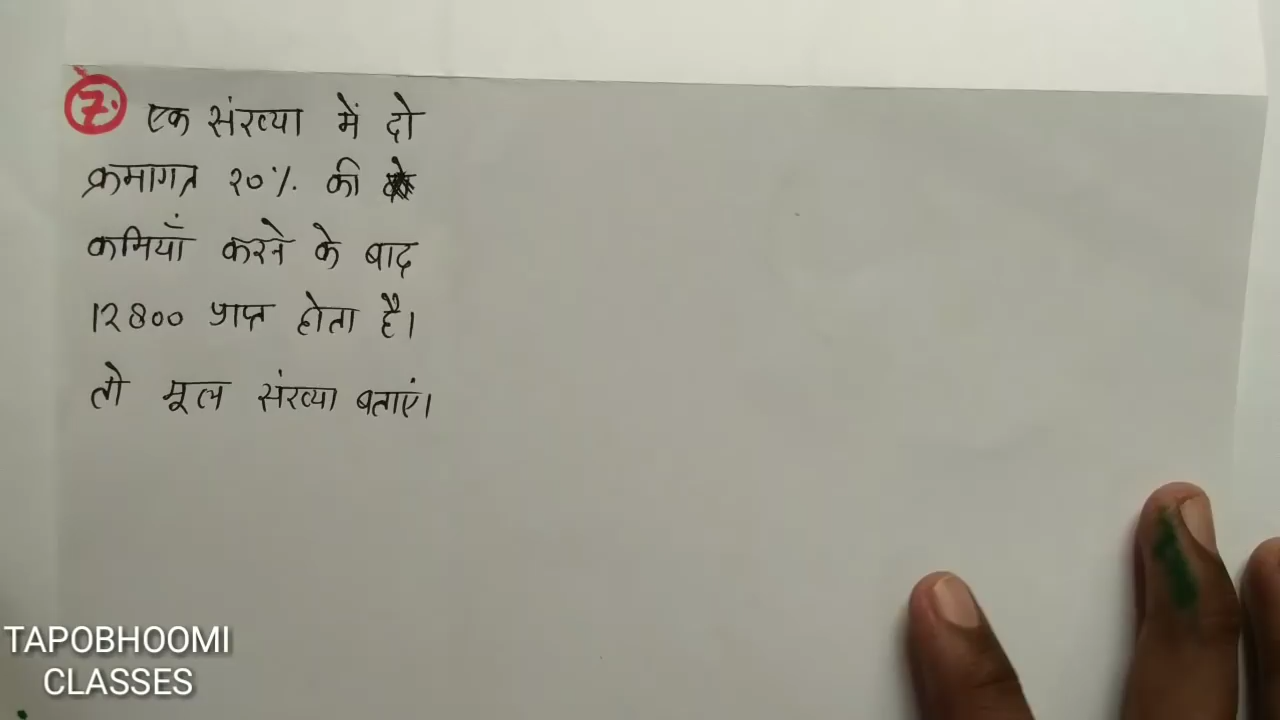 7. एक संख्या में दो
क्रमागत 20% की
कमियाँ करने के बाद
12800 प्राप्त होता है।
तो मूल संख्या बताएं।
TAPOBHOOMI
CLASSES